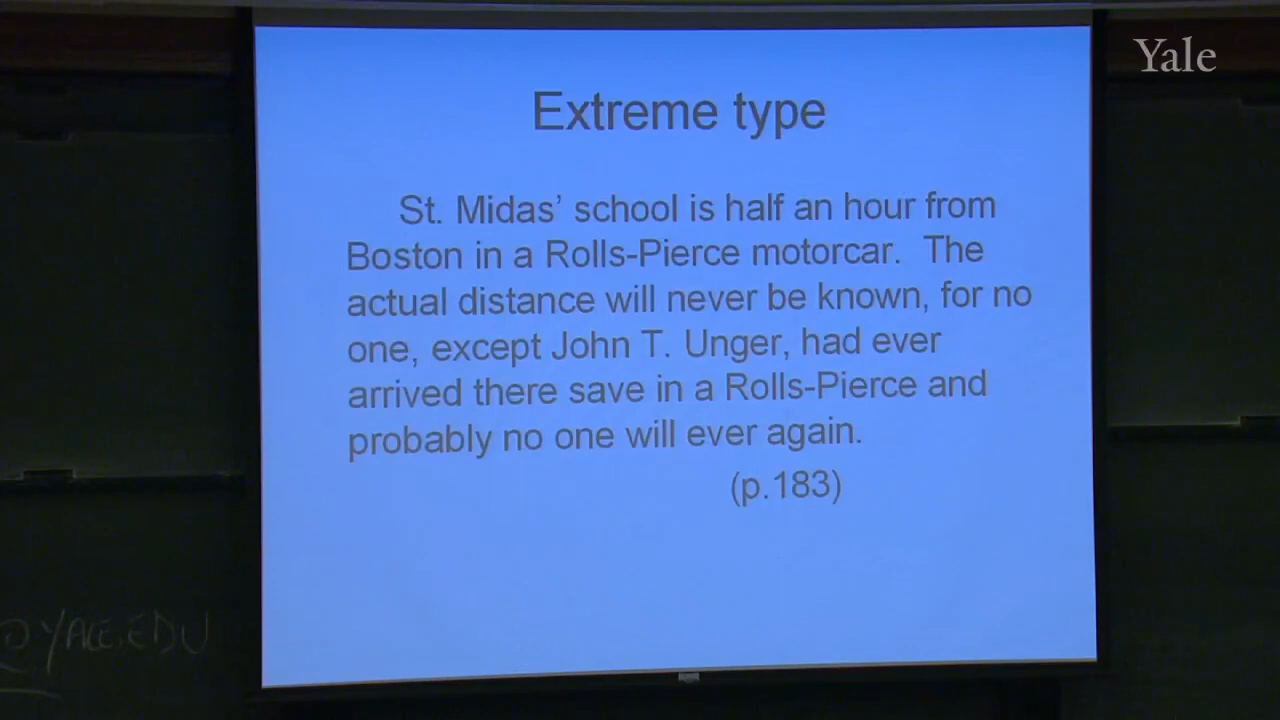 Yale
Extreme type
St. Midas’ school is half an hour from
Boston in a Rolls-Pierce motorcar. The
actual distance will never be known, for no
one, except John T. Unger, had ever
arrived there save in a Rolls-Pierce and
probably no one will ever again.
(p.183)
@YALE.EDU